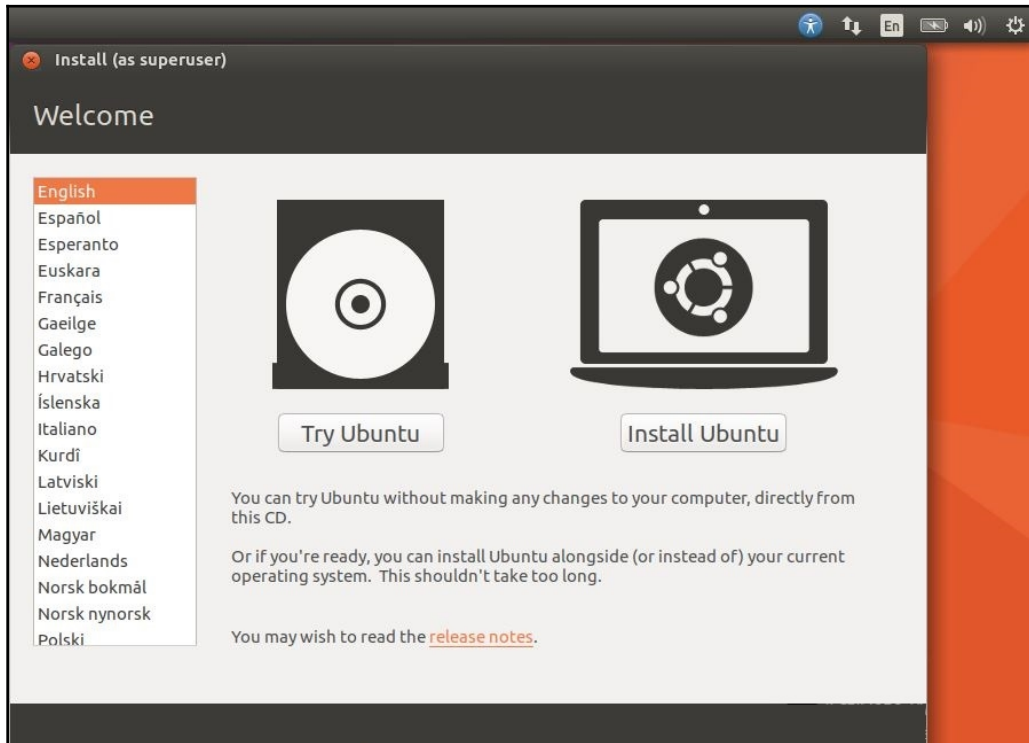 En
Install (as superuser)
Welcome
English
Español
Esperanto
Euskara
Français
Gaeilge
Galego
Hrvatski
Íslenska
Italiano
Kurdî
Latviski
Lietuviškai
Magyar
Nederlands
Norsk bokmål
Norsk nynorsk
Polski
Try Ubuntu
Install Ubuntu
You can try Ubuntu without making any changes to your computer, directly from
this CD.
Or if you're ready, you can install Ubuntu alongside (or instead of) your current
operating system. This shouldn't take too long.
You may wish to read the release notes.